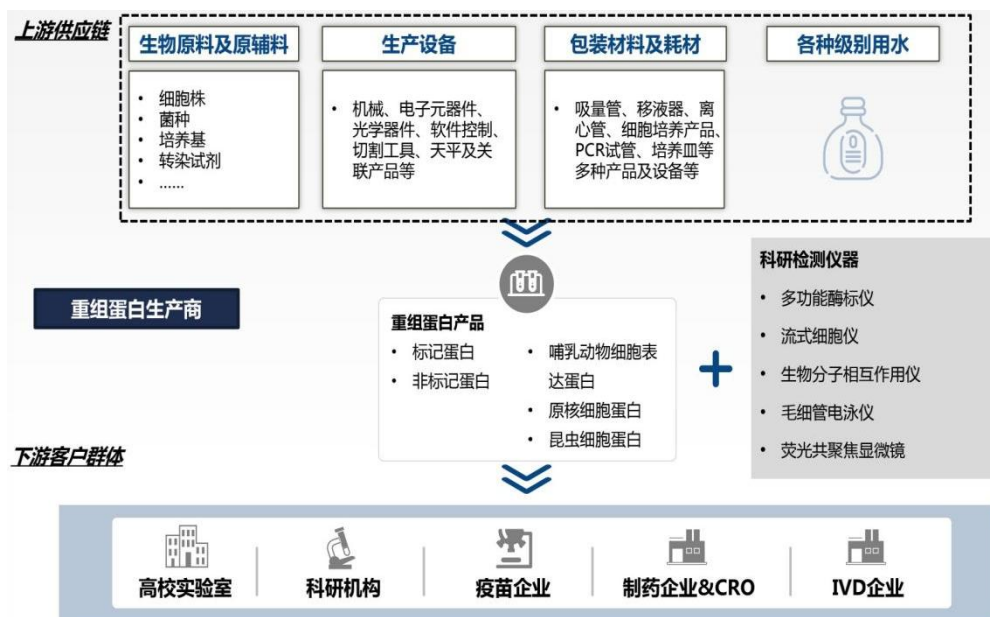 上游供应链
生物原料及原辅料
• 细胞株
• 菌种
• 培养基
• 转染试剂
• ......
生产设备
• 机械、电子元器件、
光学器件、软件控制、
切割工具、天平及关
联产品等
包装材料及耗材
• 吸量管、移液器、离
心管、细胞培养产品、
PCR试管、培养皿等
多种产品及设备等
各种级别用水
重组蛋白生产商
重组蛋白产品
• 标记蛋白
• 非标记蛋白
• 哺乳动物细胞表
达蛋白
• 原核细胞蛋白
• 昆虫细胞蛋白
+
科研检测仪器
• 多功能酶标仪
• 流式细胞仪
• 生物分子相互作用仪
• 毛细管电泳仪
• 荧光共聚焦显微镜
下游客户群体
高校实验室
科研机构
疫苗企业
制药企业&CRO
IVD企业